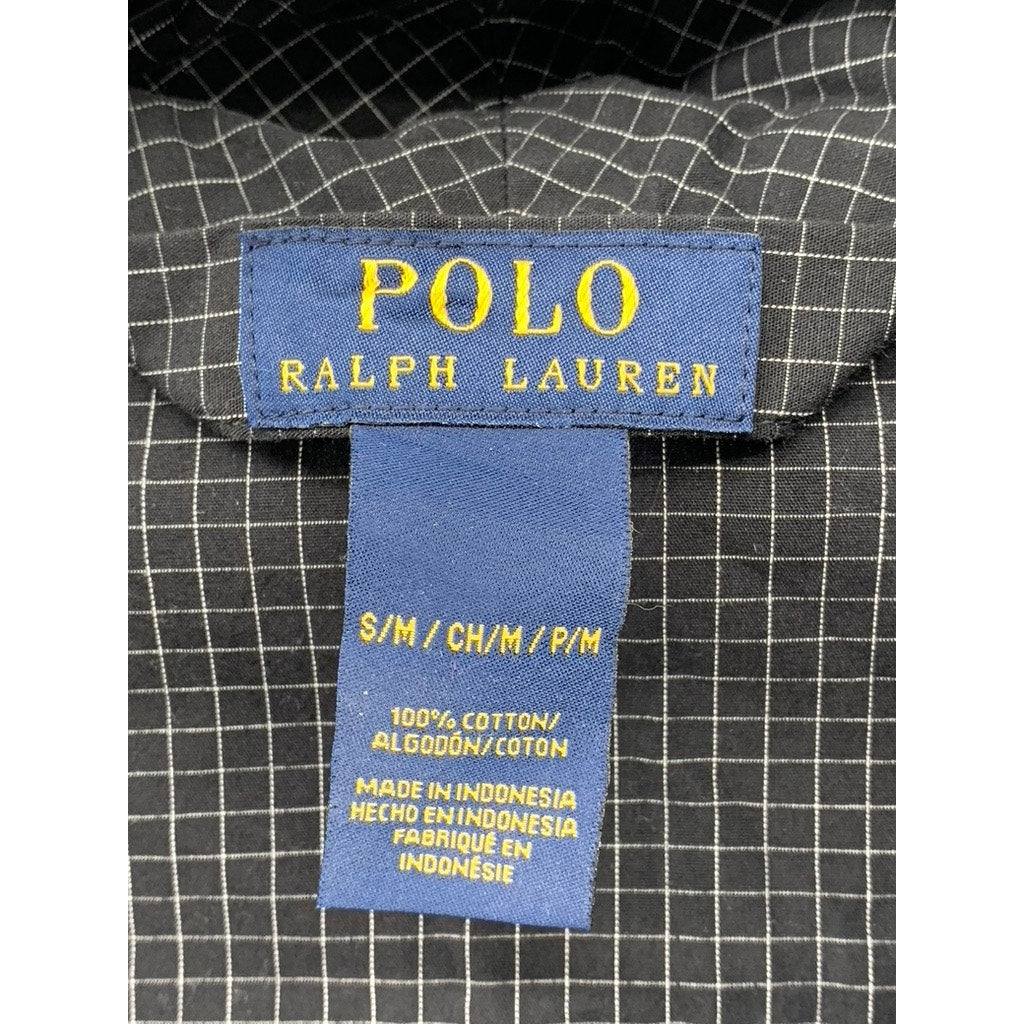 POLO
RALPH LAUREN
S/M / CH/M / P/M
100% COTTON/
ALGODÓN/COTON
MADE IN INDONESIA
HECHO EN INDONESIA
FABRIQUÉ EN
INDONÉSIE